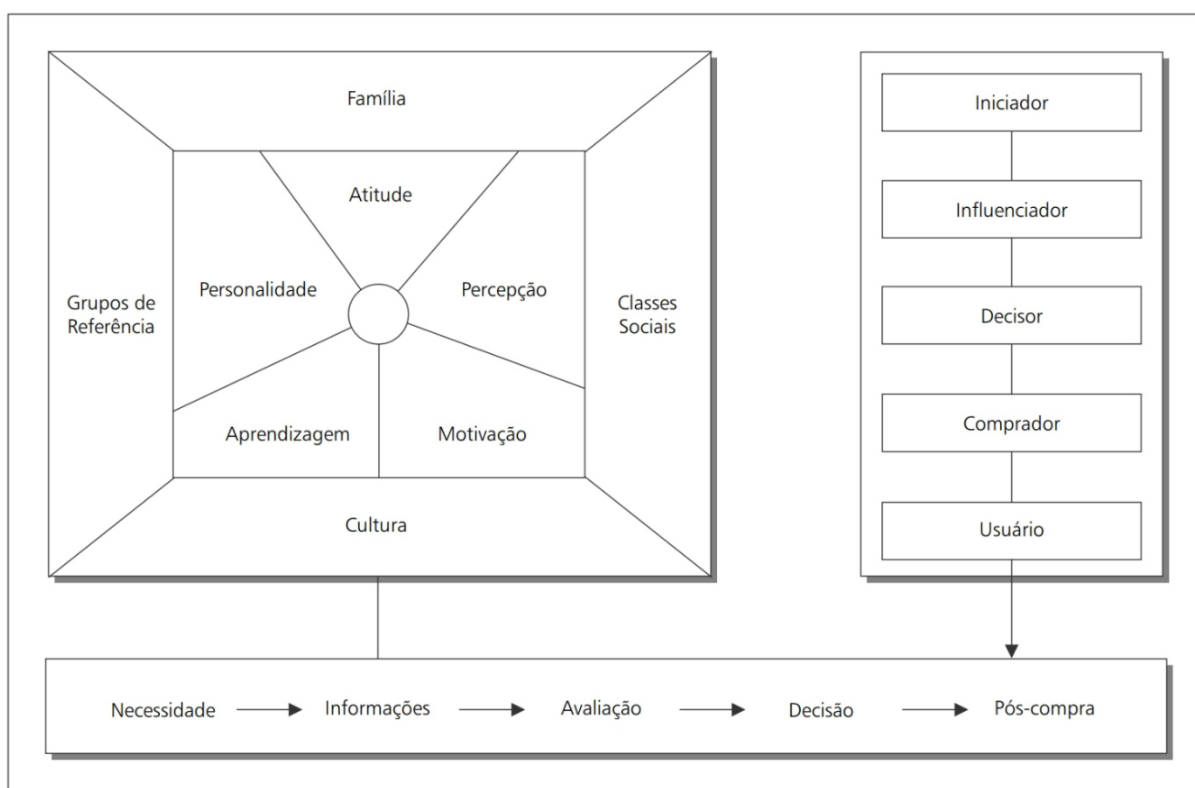 Família
Atitude
Personalidade
Percepção
Grupos de
Referência
Classes
Sociais
Aprendizagem
Motivação
Cultura
Iniciador
Influenciador
Decisor
Comprador
Usuário
Necessidade
Informações
Avaliação
Decisão
Pós-compra